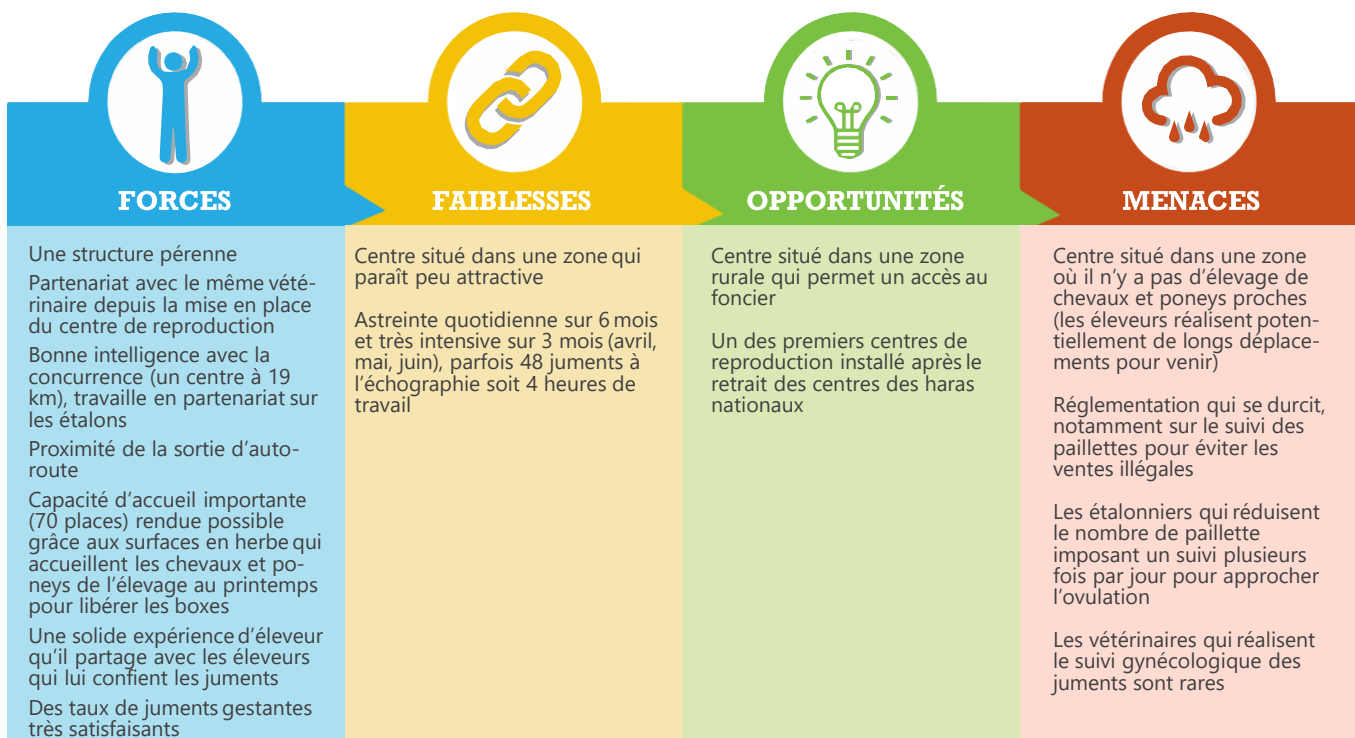 FORCES
Une structure pérenne
Partenariat avec le même vété-
rinaire depuis la mise en place
du centre de reproduction
Bonne intelligence avec la
concurrence (un centre à 19
km), travaille en partenariat sur
les étalons
Proximité de la sortie d'auto-
route
Capacité d'accueil importante
(70 places) rendue possible
grâce aux surfaces en herbe qui
accueillent les chevaux et po-
neys de l'élevage au printemps
pour libérer les boxes
Une solide expérience d'éleveur
qu'il partage avec les éleveurs
qui lui confient les juments
Des taux de juments gestantes
très satisfaisants
FAIBLESSES
Centre situé dans une zone qui
paraît peu attractive
Astreinte quotidienne sur 6 mois
et très intensive sur 3 mois (avril,
mai, juin), parfois 48 juments à
l'échographie soit 4 heures de
travail
OPPORTUNITÉS
Centre situé dans une zone
rurale qui permet un accès au
foncier
Un des premiers centres de
reproduction installé après le
retrait des centres des haras
nationaux
MENACES
Centre situé dans une zone
où il n'y a pas d'élevage de
chevaux et poneys proches
(les éleveurs réalisent poten-
tiellement de longs déplace-
ments pour venir)
Réglementation qui se durcit,
notamment sur le suivi des
paillettes pour éviter les
ventes illégales
Les étalonniers qui réduisent
le nombre de paillette
imposant un suivi plusieurs
fois par jour pour approcher
l'ovulation
Les vétérinaires qui réalisent
le suivi gynécologique des
juments sont rares